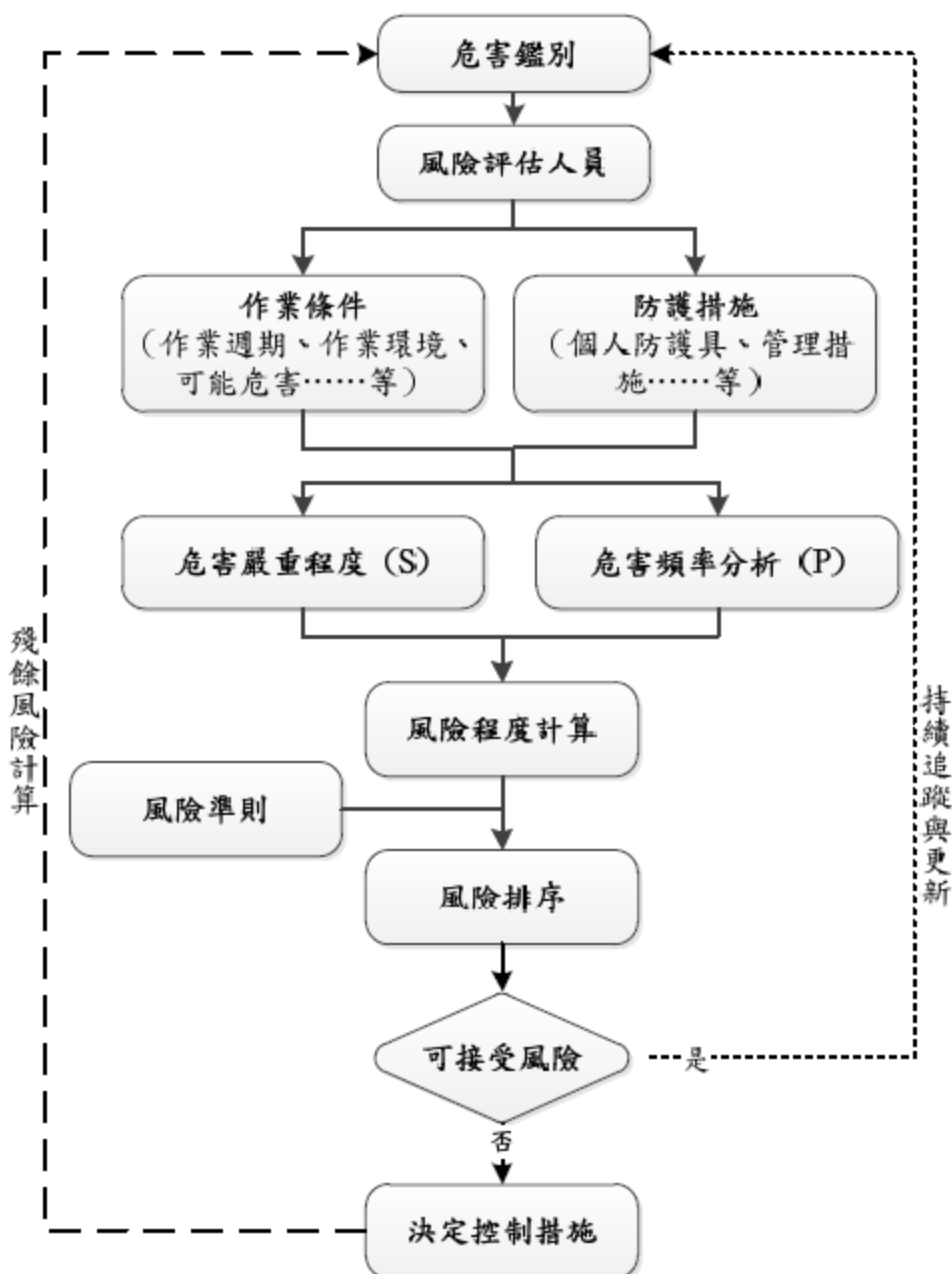 危害鑑別
風險評估人員
作業條件
（作業週期、作業環境、
可能危害……等）
防護措施
（個人防護具、管理措
施……等）
危害嚴重程度（S）
危害頻率分析（P）
殘餘風險計算
持續追蹤與更新
風險程度計算
風險準則
風險排序
可接受風險
是
否
決定控制措施